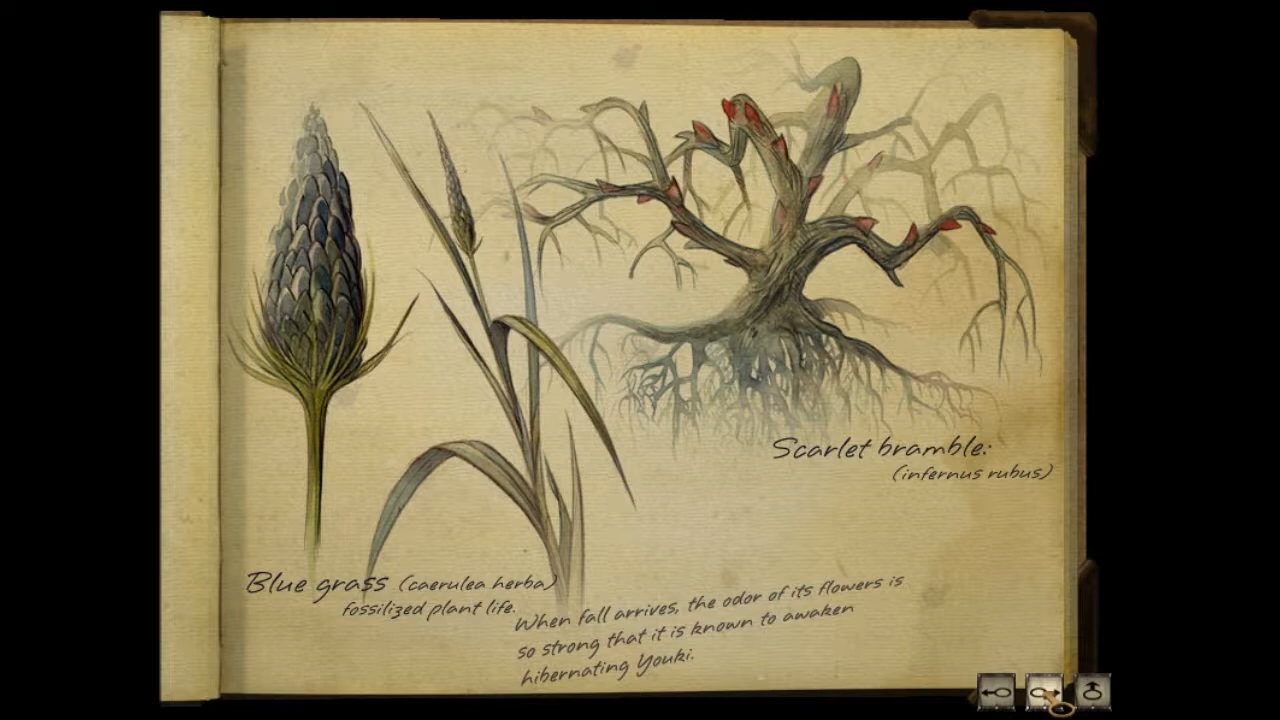 Scarlet bramble:
(infernus rubus)
Blue grass (caerulea herba)
fossilized plant life.
When fall arrives, the odor of its flowers is
so strong that it is known to awaken
hibernating Youki.